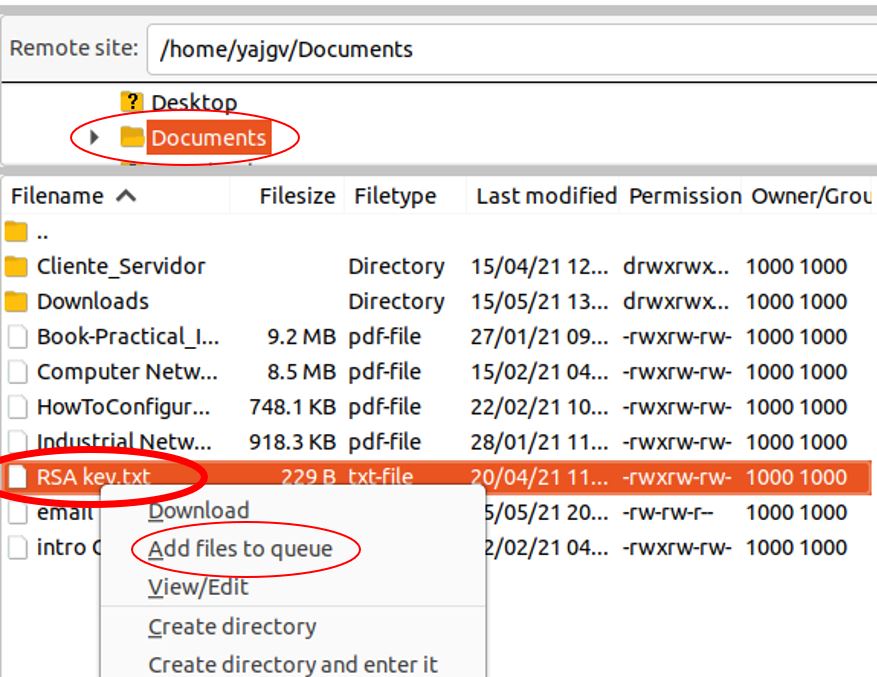 Remote site: /home/yajgv/Documents
Desktop
Documents
Filename Filesize Filetype Last modified Permission Owner/Grou
..
Cliente_Servidor Directory 15/04/21 12... drwxrwx... 1000 1000
Downloads Directory 15/05/21 13... drwxrwx... 1000 1000
Book-Practical_I... 9.2 MB pdf-file 27/01/21 09... -rwxrw-rw- 1000 1000
Computer Netw... 8.5 MB pdf-file 15/02/21 04... -rwxrw-rw- 1000 1000
HowToConfigur... 748.1 KB pdf-file 22/02/21 10... -rwxrw-rw- 1000 1000
Industrial Netw... 918.3 KB pdf-file 28/01/21 11... -rwxrw-rw- 1000 1000
RSA key.txt 229 B txt-file 20/04/21 11... -rwxrw-rw- 1000 1000
email 5/05/21 20... -rw-rw-r-- 1000 1000
intro 2/02/21 04... -rwxrw-rw- 1000 1000
Download
Add files to queue
View/Edit
Create directory
Create directory and enter it